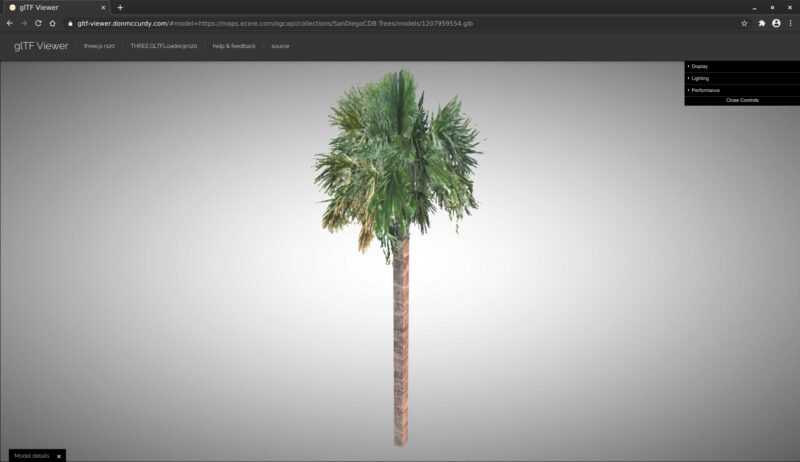 glTF Viewer
gltf-viewer.donmccurdy.com/#model=https://maps.ecere.com/ogcapi/collections/SanDiegoCDB:Trees/models/1207959554.glb
glTF Viewer | three.js r120 | THREE.GLTFLoader@r120 | help & feedback | source
Display
Lighting
Performance
Close Controls
Model details